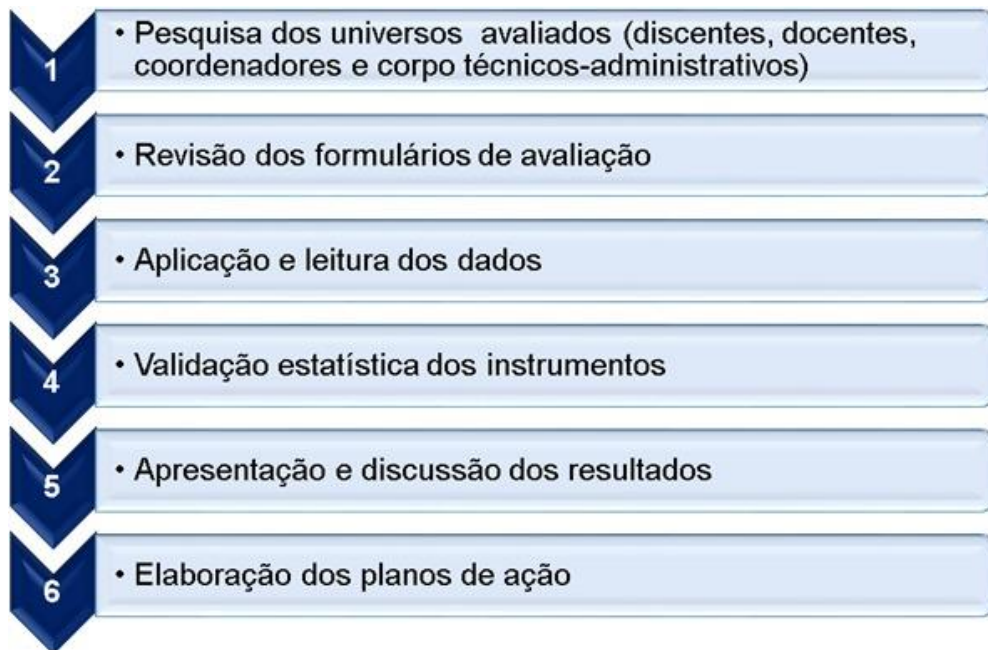 1
• Pesquisa dos universos avaliados (discentes, docentes,
coordenadores e corpo técnicos-administrativos)
2
• Revisão dos formulários de avaliação
3
• Aplicação e leitura dos dados
4
• Validação estatística dos instrumentos
5
• Apresentação e discussão dos resultados
6
• Elaboração dos planos de ação